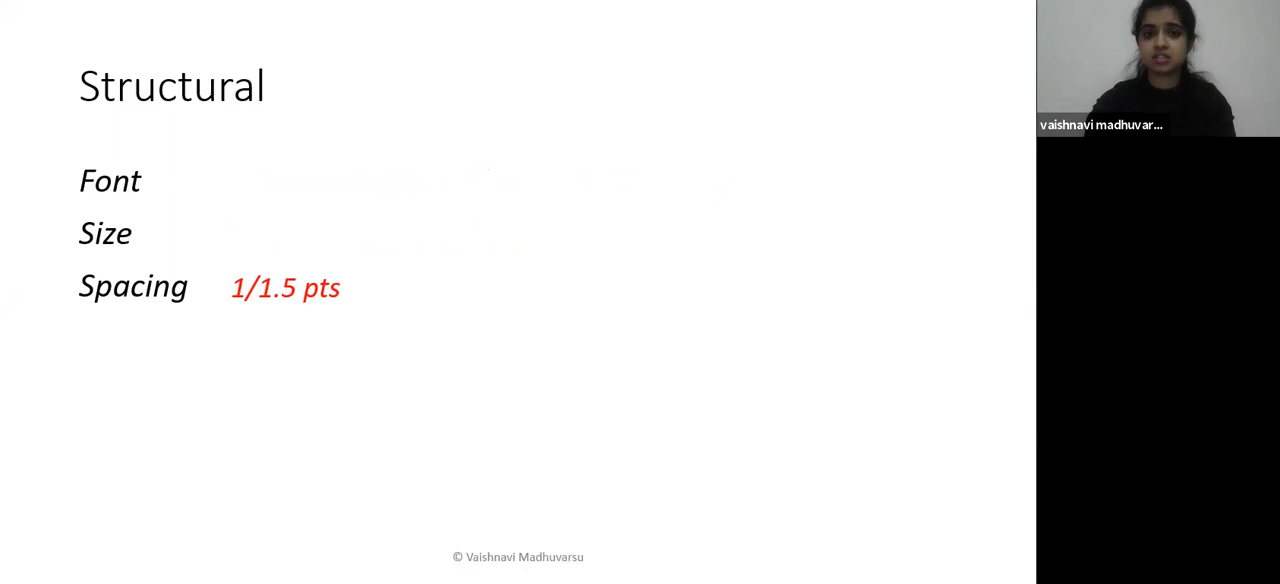 Structural
Font
Size
Spacing 1/1.5 pts
© Vaishnavi Madhuvarsu
vaishnavi madhuvar...